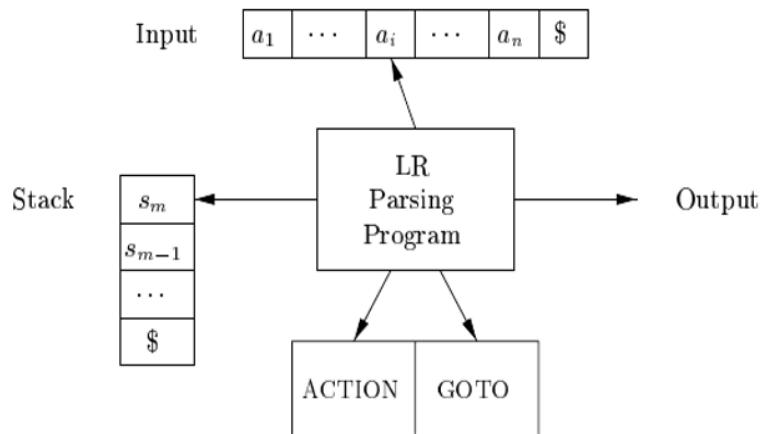 Input a₁ ··· aᵢ ··· aₙ $
LR
Parsing
Program
Stack
sₘ
sₘ₋₁
···
$
Output
ACTION GOTO